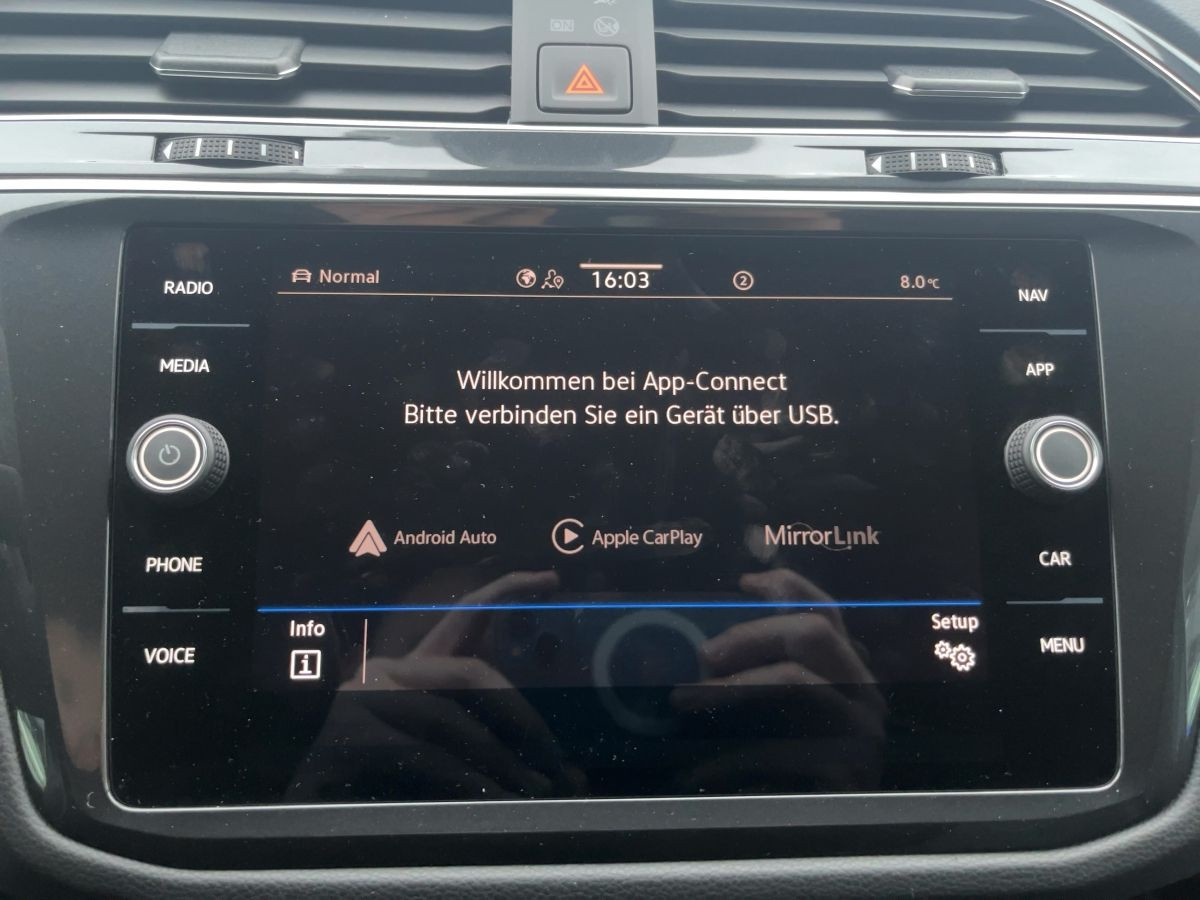 ON
RADIO
MEDIA
PHONE
VOICE
Normal
16:03
2
8.0°C
Willkommen bei App-Connect
Bitte verbinden Sie ein Gerät über USB.
Android Auto
Apple CarPlay
MirrorLink
Info
i
Setup
NAV
APP
CAR
MENU